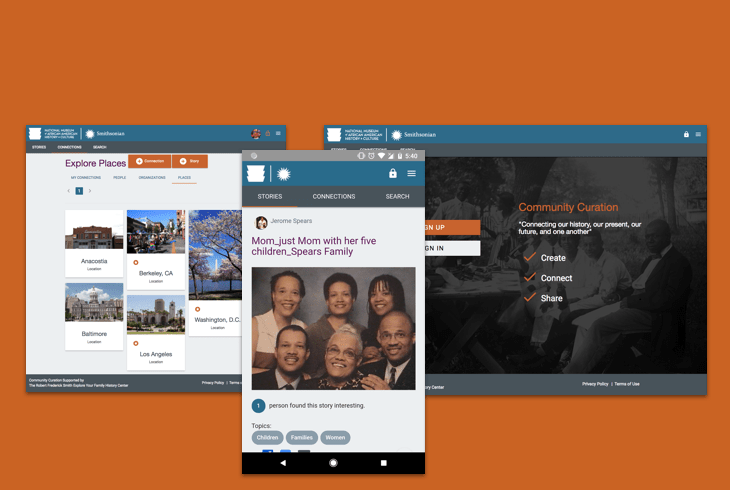 NATIONAL MUSEUM
OF AFRICAN AMERICAN
HISTORY & CULTURE
Smithsonian
STORIES
CONNECTIONS
SEARCH
Explore Places
Connection
Story
MY CONNECTIONS
PEOPLE
ORGANIZATIONS
PLACES
1
Anacostia
Location
Berkeley, CA
Location
Washington, D.C.
Location
Baltimore
Location
Los Angeles
Location
Community Curation Supported by
The Robert Frederick Smith Explore Your Family History Center
Privacy Policy | Terms
5:40
STORIES
CONNECTIONS
SEARCH
Jerome Spears
Mom_just Mom with her five
children_Spears Family
1 person found this story interesting.
Topics:
Children
Families
Women
NATIONAL MUSEUM
OF AFRICAN AMERICAN
HISTORY & CULTURE
Smithsonian
GN UP
IN IN
Community Curation
"Connecting our history, our present, our
future, and one another"
Create
Connect
Share
ory Center
Privacy Policy | Terms of Use